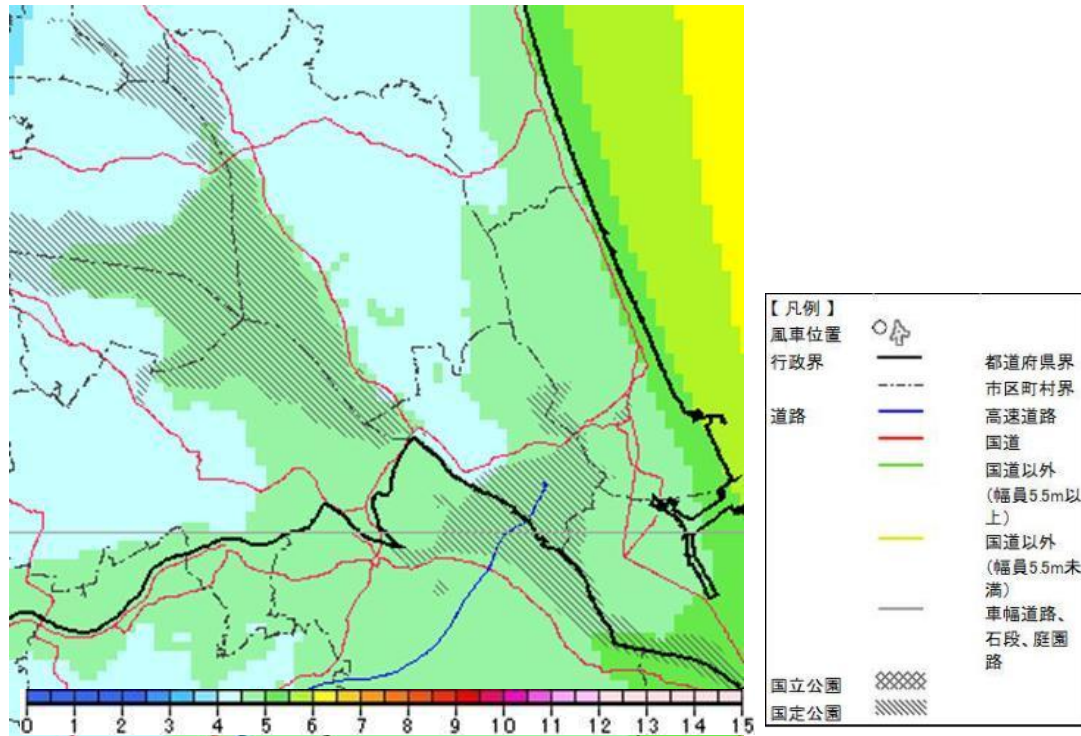 0 1 2 3 4 5 6 7 8 9 10 11 12 13 14 15
【 凡例 】
風車位置
行政界 都道府県界
市区町村界
道路 高速道路
国道
国道以外
(幅員5.5m以
上)
国道以外
(幅員5.5m未
満)
車幅道路、
石段、庭園
路
国立公園
国定公園